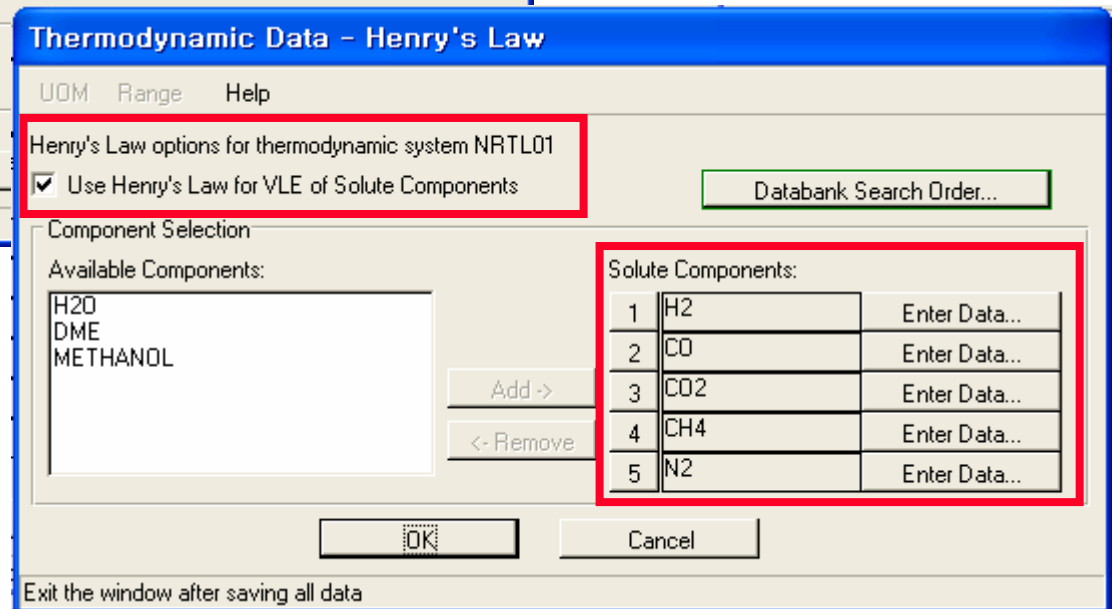 Thermodynamic Data - Henry's Law
UOM Range Help
Henry's Law options for thermodynamic system NRTL01
Use Henry's Law for VLE of Solute Components
Databank Search Order...
Component Selection
Available Components:
H2O
DME
METHANOL
Add ->
<- Remove
Solute Components:
1 H2 Enter Data...
2 CO Enter Data...
3 CO2 Enter Data...
4 CH4 Enter Data...
5 N2 Enter Data...
OK Cancel
Exit the window after saving all data